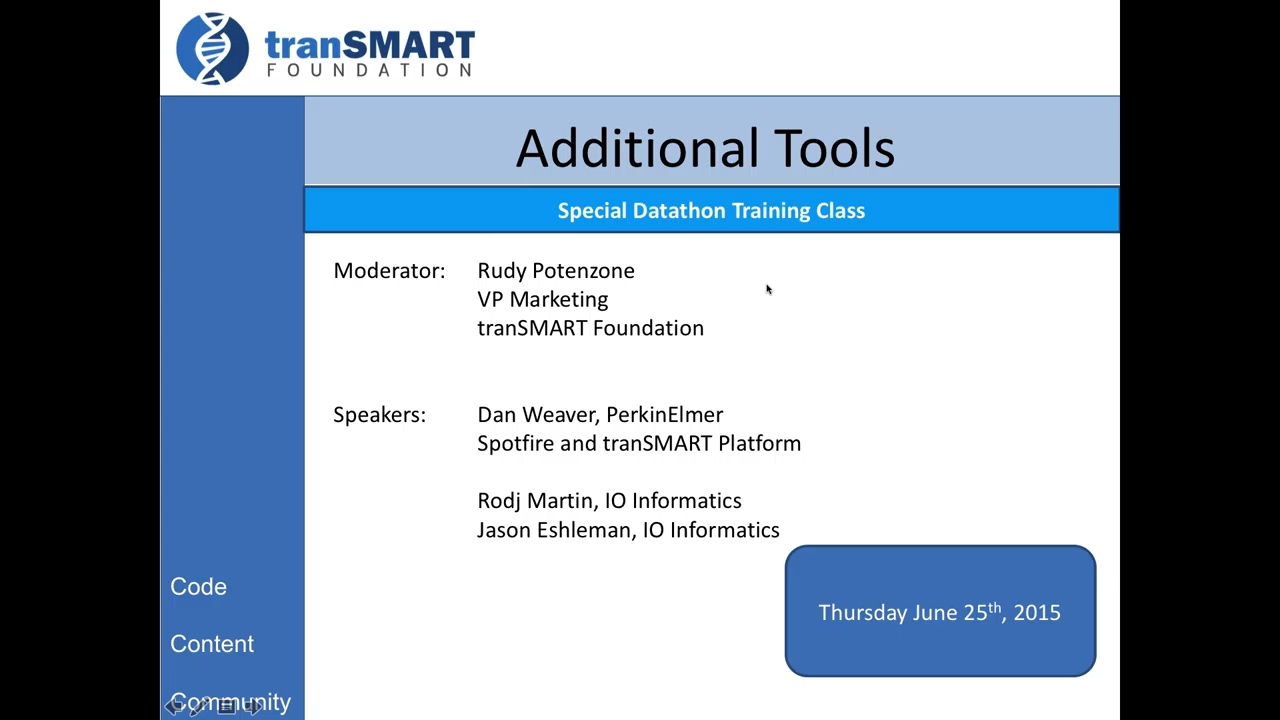 tranSMART
FOUNDATION
Additional Tools
Special Datathon Training Class
Moderator: Rudy Potenzone
VP Marketing
tranSMART Foundation
Speakers: Dan Weaver, PerkinElmer
Spotfire and tranSMART Platform
Rodj Martin, IO Informatics
Jason Eshleman, IO Informatics
Thursday June 25th, 2015
Code
Content
Community